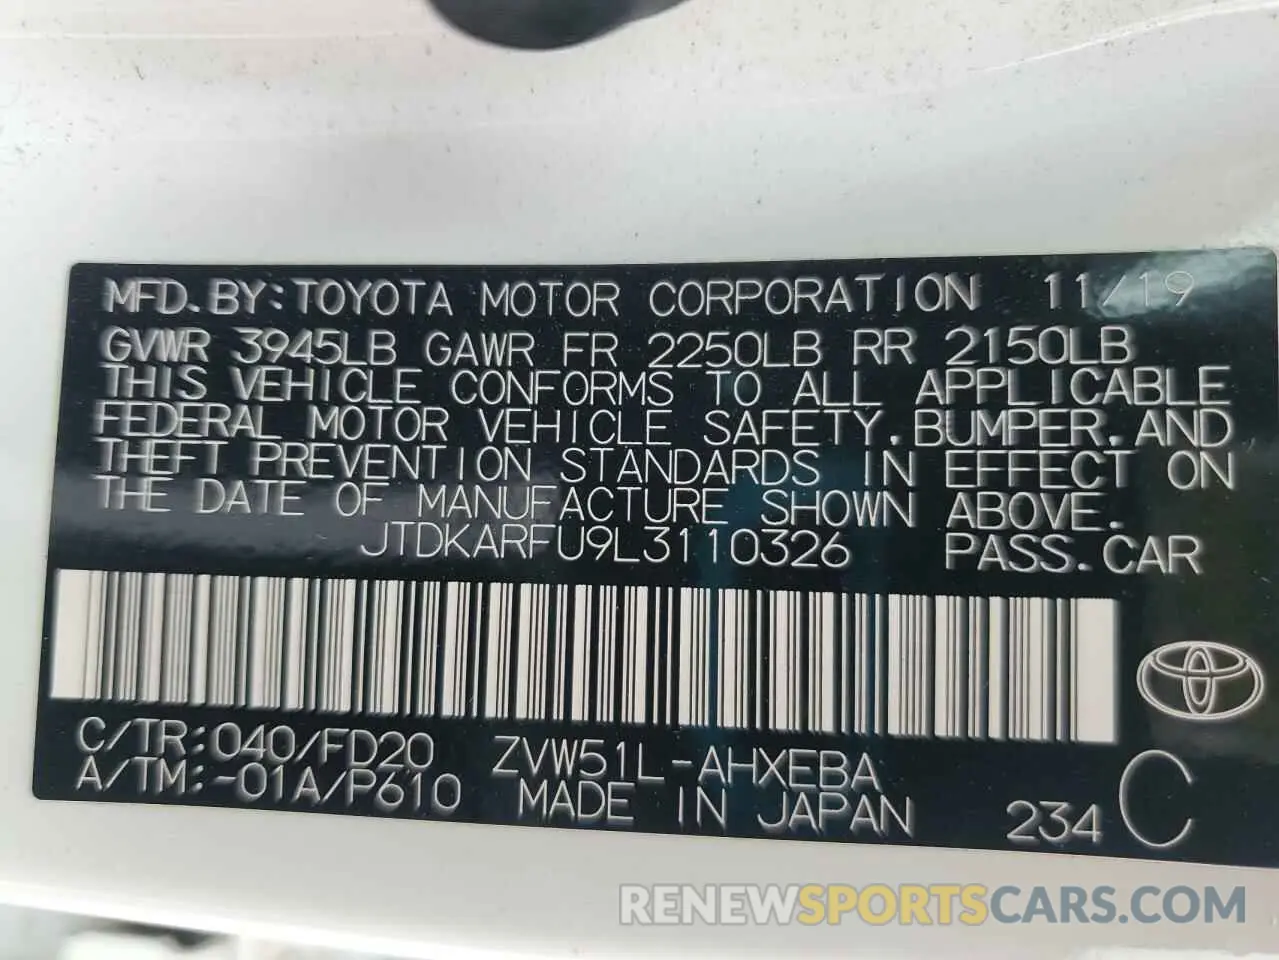 MFD.BY:TOYOTA MOTOR CORPORATION 11/19
GVWR 3945LB GAWR FR 2250LB RR 2150LB
THIS VEHICLE CONFORMS TO ALL APPLICABLE
FEDERAL MOTOR VEHICLE SAFETY,BUMPER,AND
THEFT PREVENTION STANDARDS IN EFFECT ON
THE DATE OF MANUFACTURE SHOWN ABOVE.
JTDKARFU9L3110326 PASS.CAR
C/TR:040/FD20 ZVW51L-AHXEBA
A/TM:-01A/P610 MADE IN JAPAN 234 C
RENEWSPORTSCARS.COM